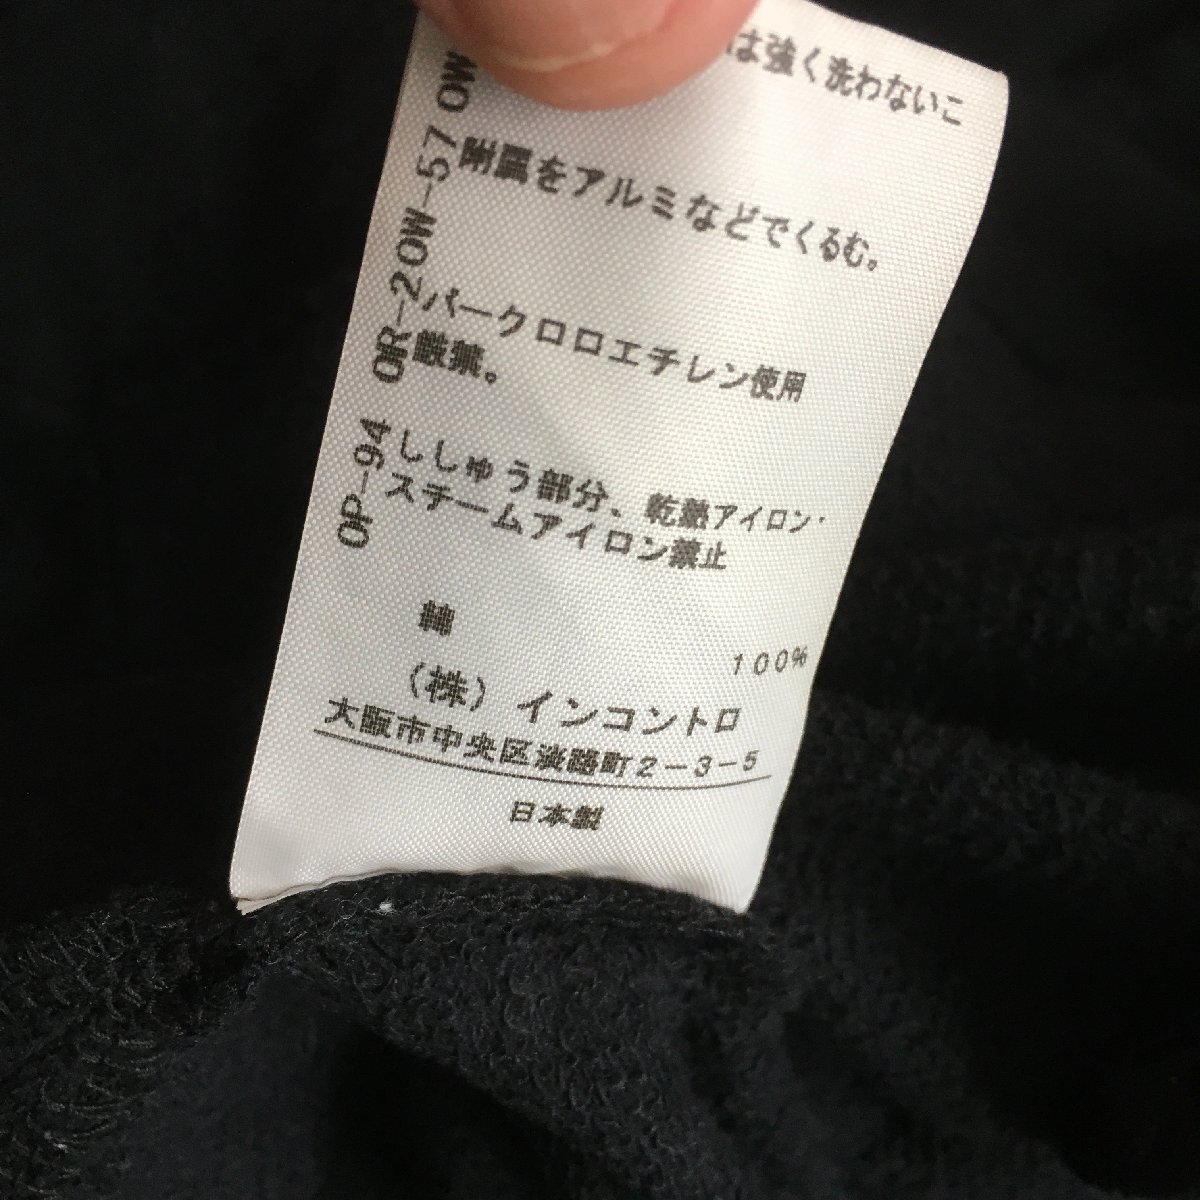 は強く洗わないこ
附属をアルミなどでくるむ。
パークロロエチレン使用
厳禁。
ししゅう部分、乾熱アイロン・
スチームアイロン禁止
綿 100%
(株) インコントロ
大阪市中央区淡路町2-3-5
日本製
OP-94 OR-2OW-57 OW